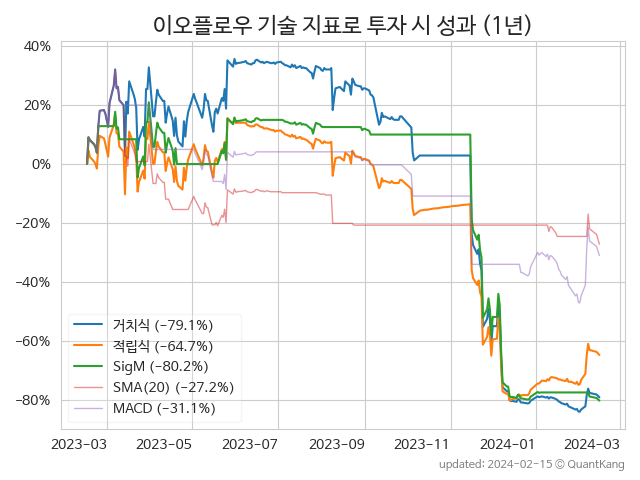 이오플로우 기술 지표로 투자 시 성과 (1년)
40%
20%
0%
−20%
−40%
−60%
−80%
거치식 (−79.1%)
적립식 (−64.7%)
SigM (−80.2%)
SMA(20) (−27.2%)
MACD (−31.1%)
2023-03 2023-05 2023-07 2023-09 2023-11 2024-01 2024-03
updated: 2024-02-15 ⓒ QuantKang